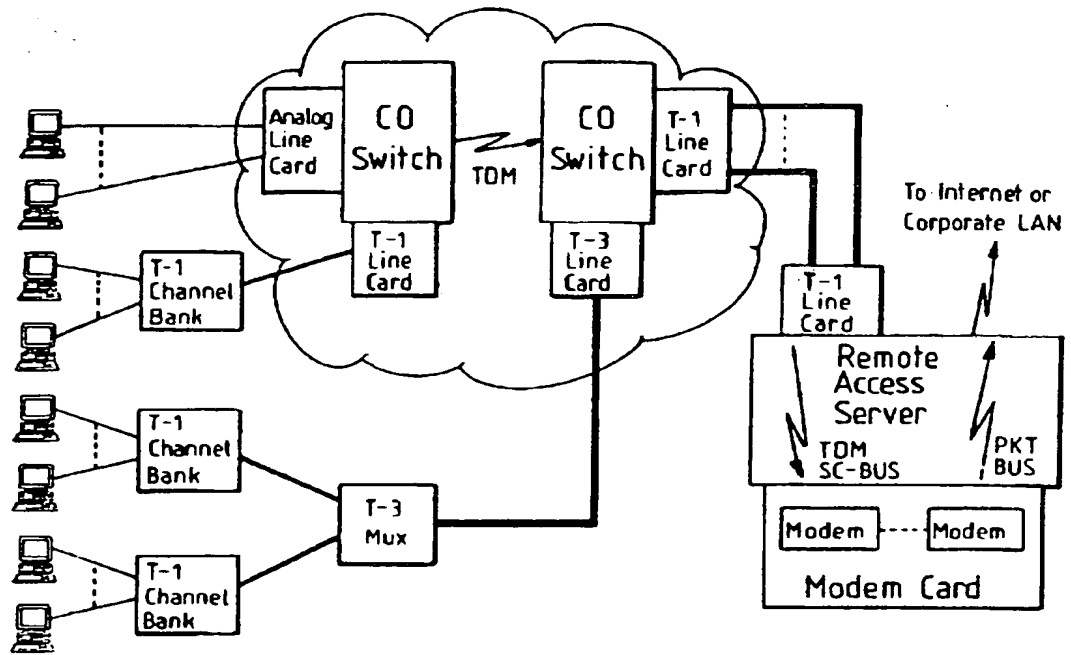 Analog
Line
Card
CO
Switch
TDM
CO
Switch
T-1
Line
Card
T-1
Line
Card
T-3
Line
Card
T-1
Channel
Bank
To Internet or
Corporate LAN
T-1
Line
Card
Remote
Access
Server
TDM
SC-BUS
PKT
BUS
T-1
Channel
Bank
T-3
Mux
T-1
Channel
Bank
Modem
Modem
Modem Card